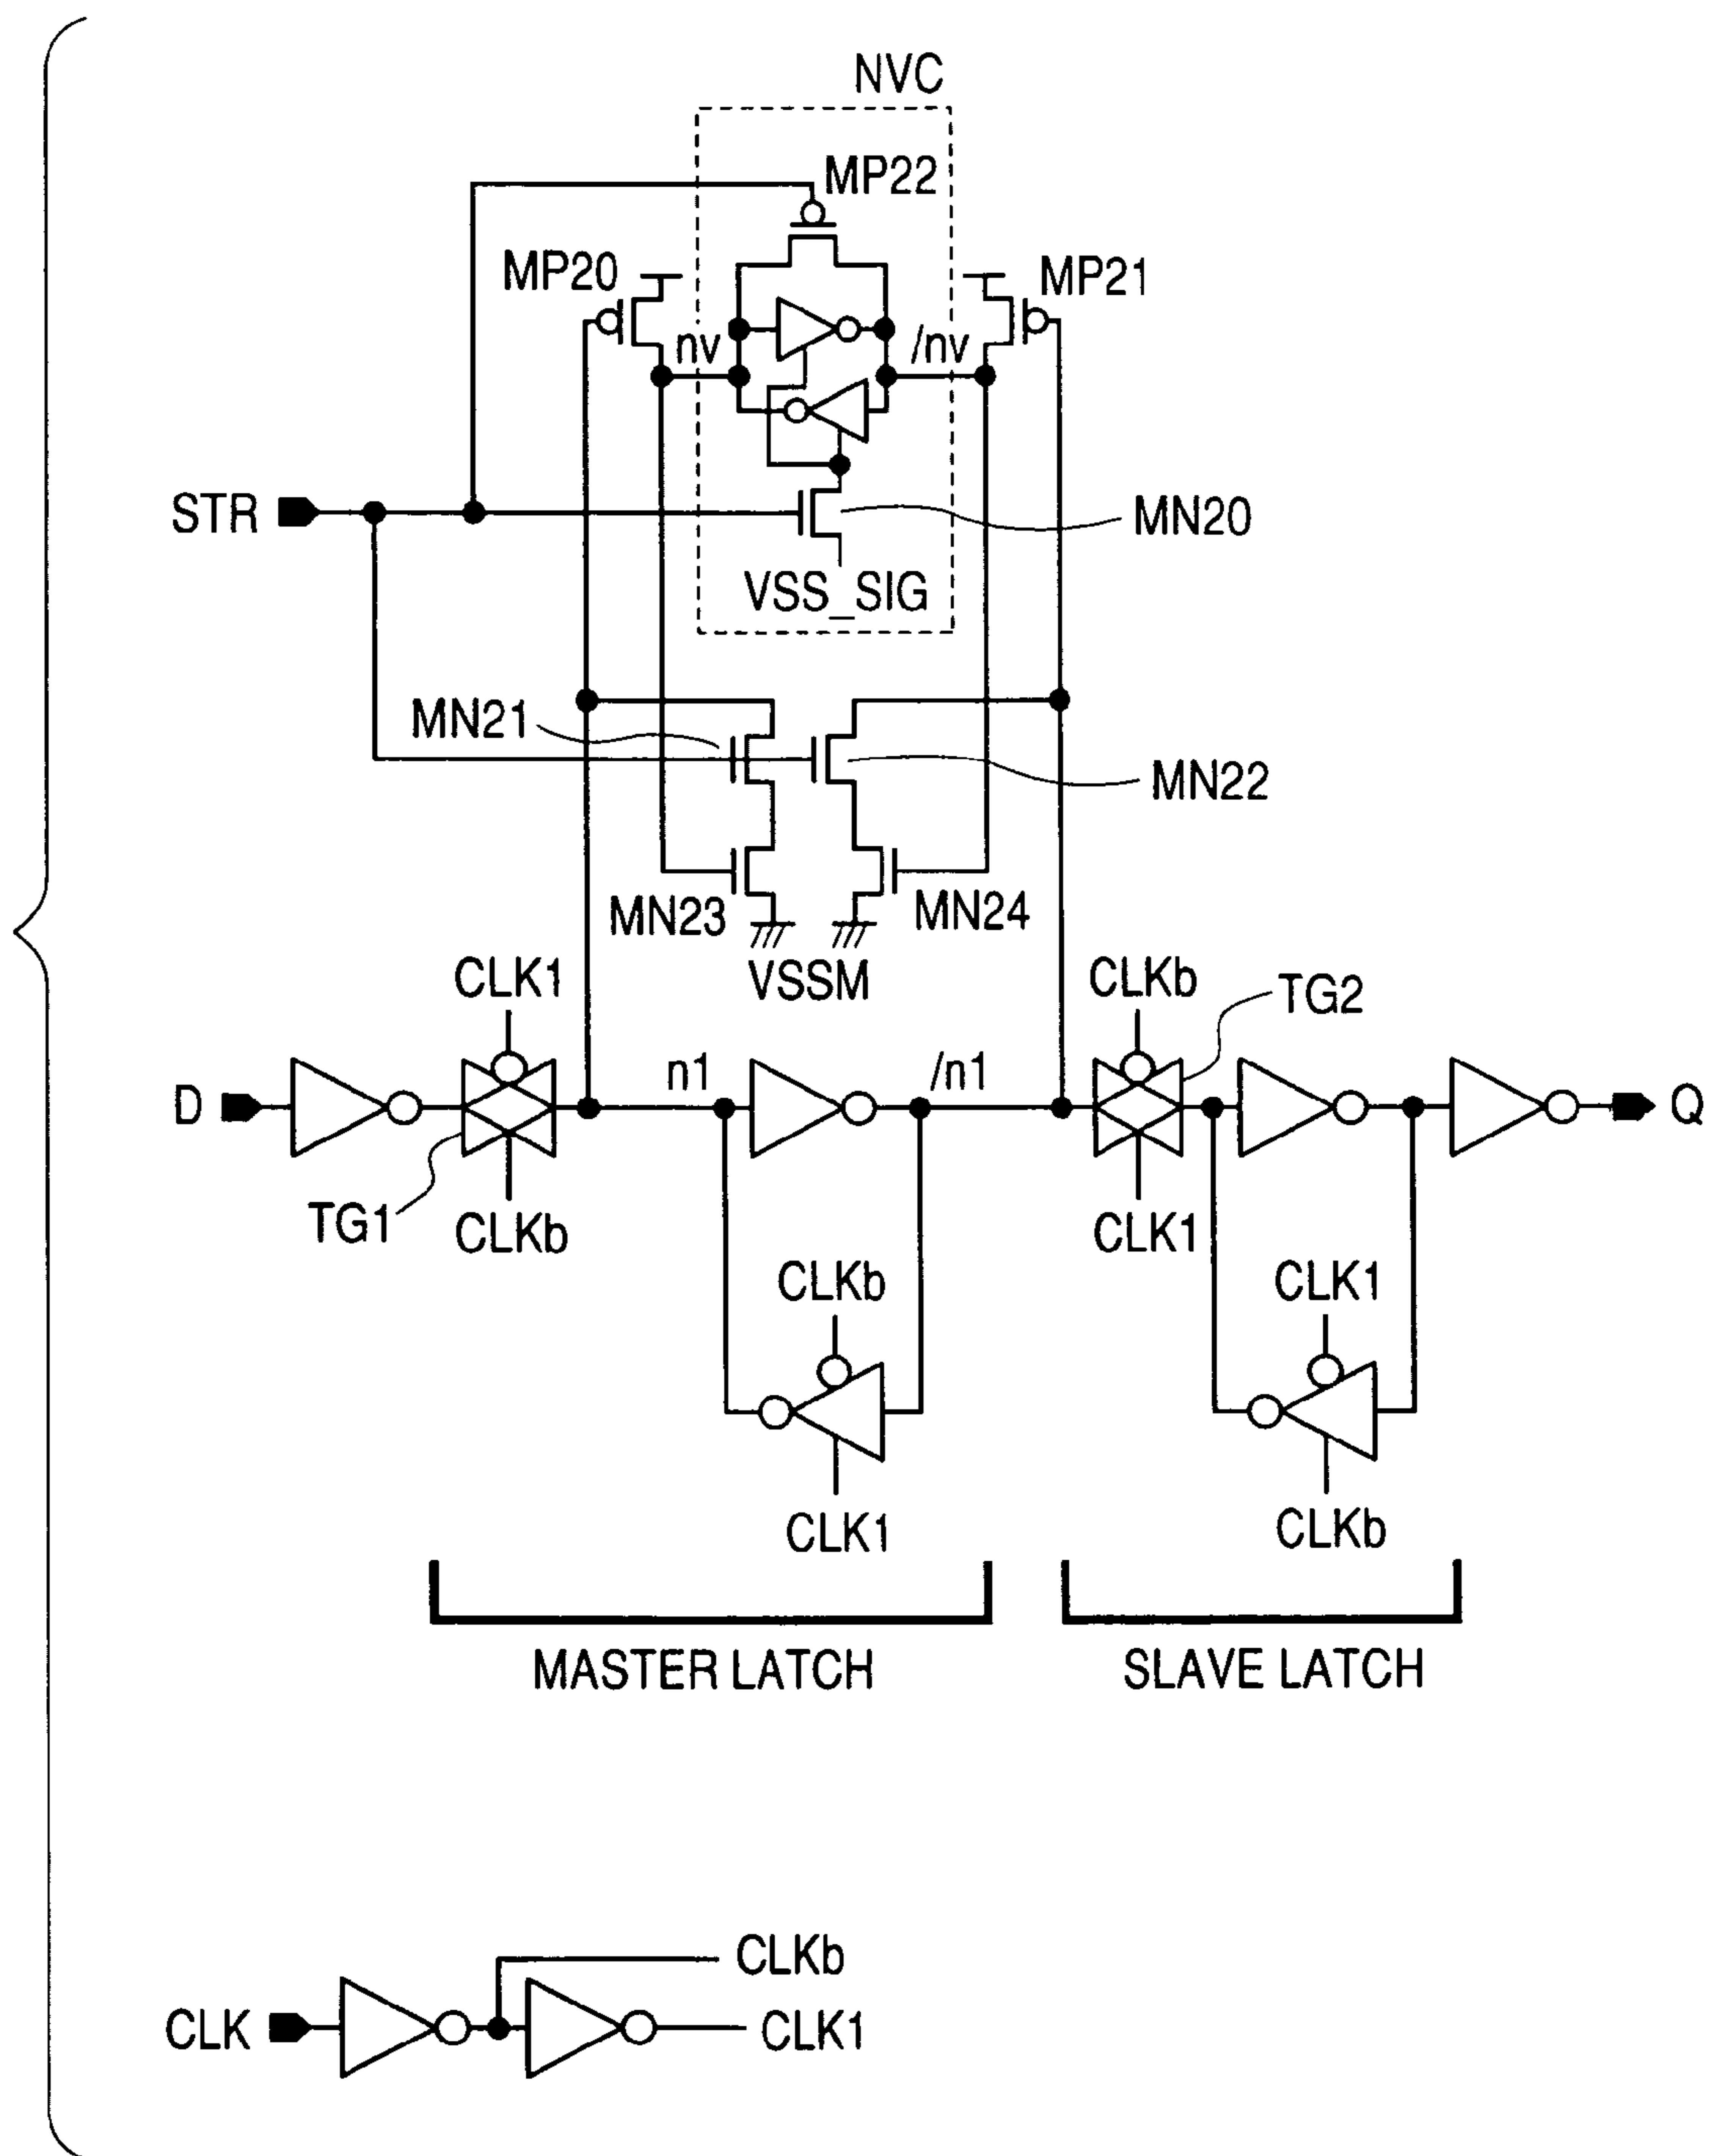 NVC
MP22
MP20
MP21
nv
/nv
STR
MN20
VSS_SIG
MN21
MN22
MN23
MN24
VSSM
CLK1
CLKb
TG2
D
n1
/n1
Q
TG1
CLKb
CLK1
CLKb
CLK1
CLK1
CLKb
MASTER LATCH
SLAVE LATCH
CLKb
CLK
CLK1